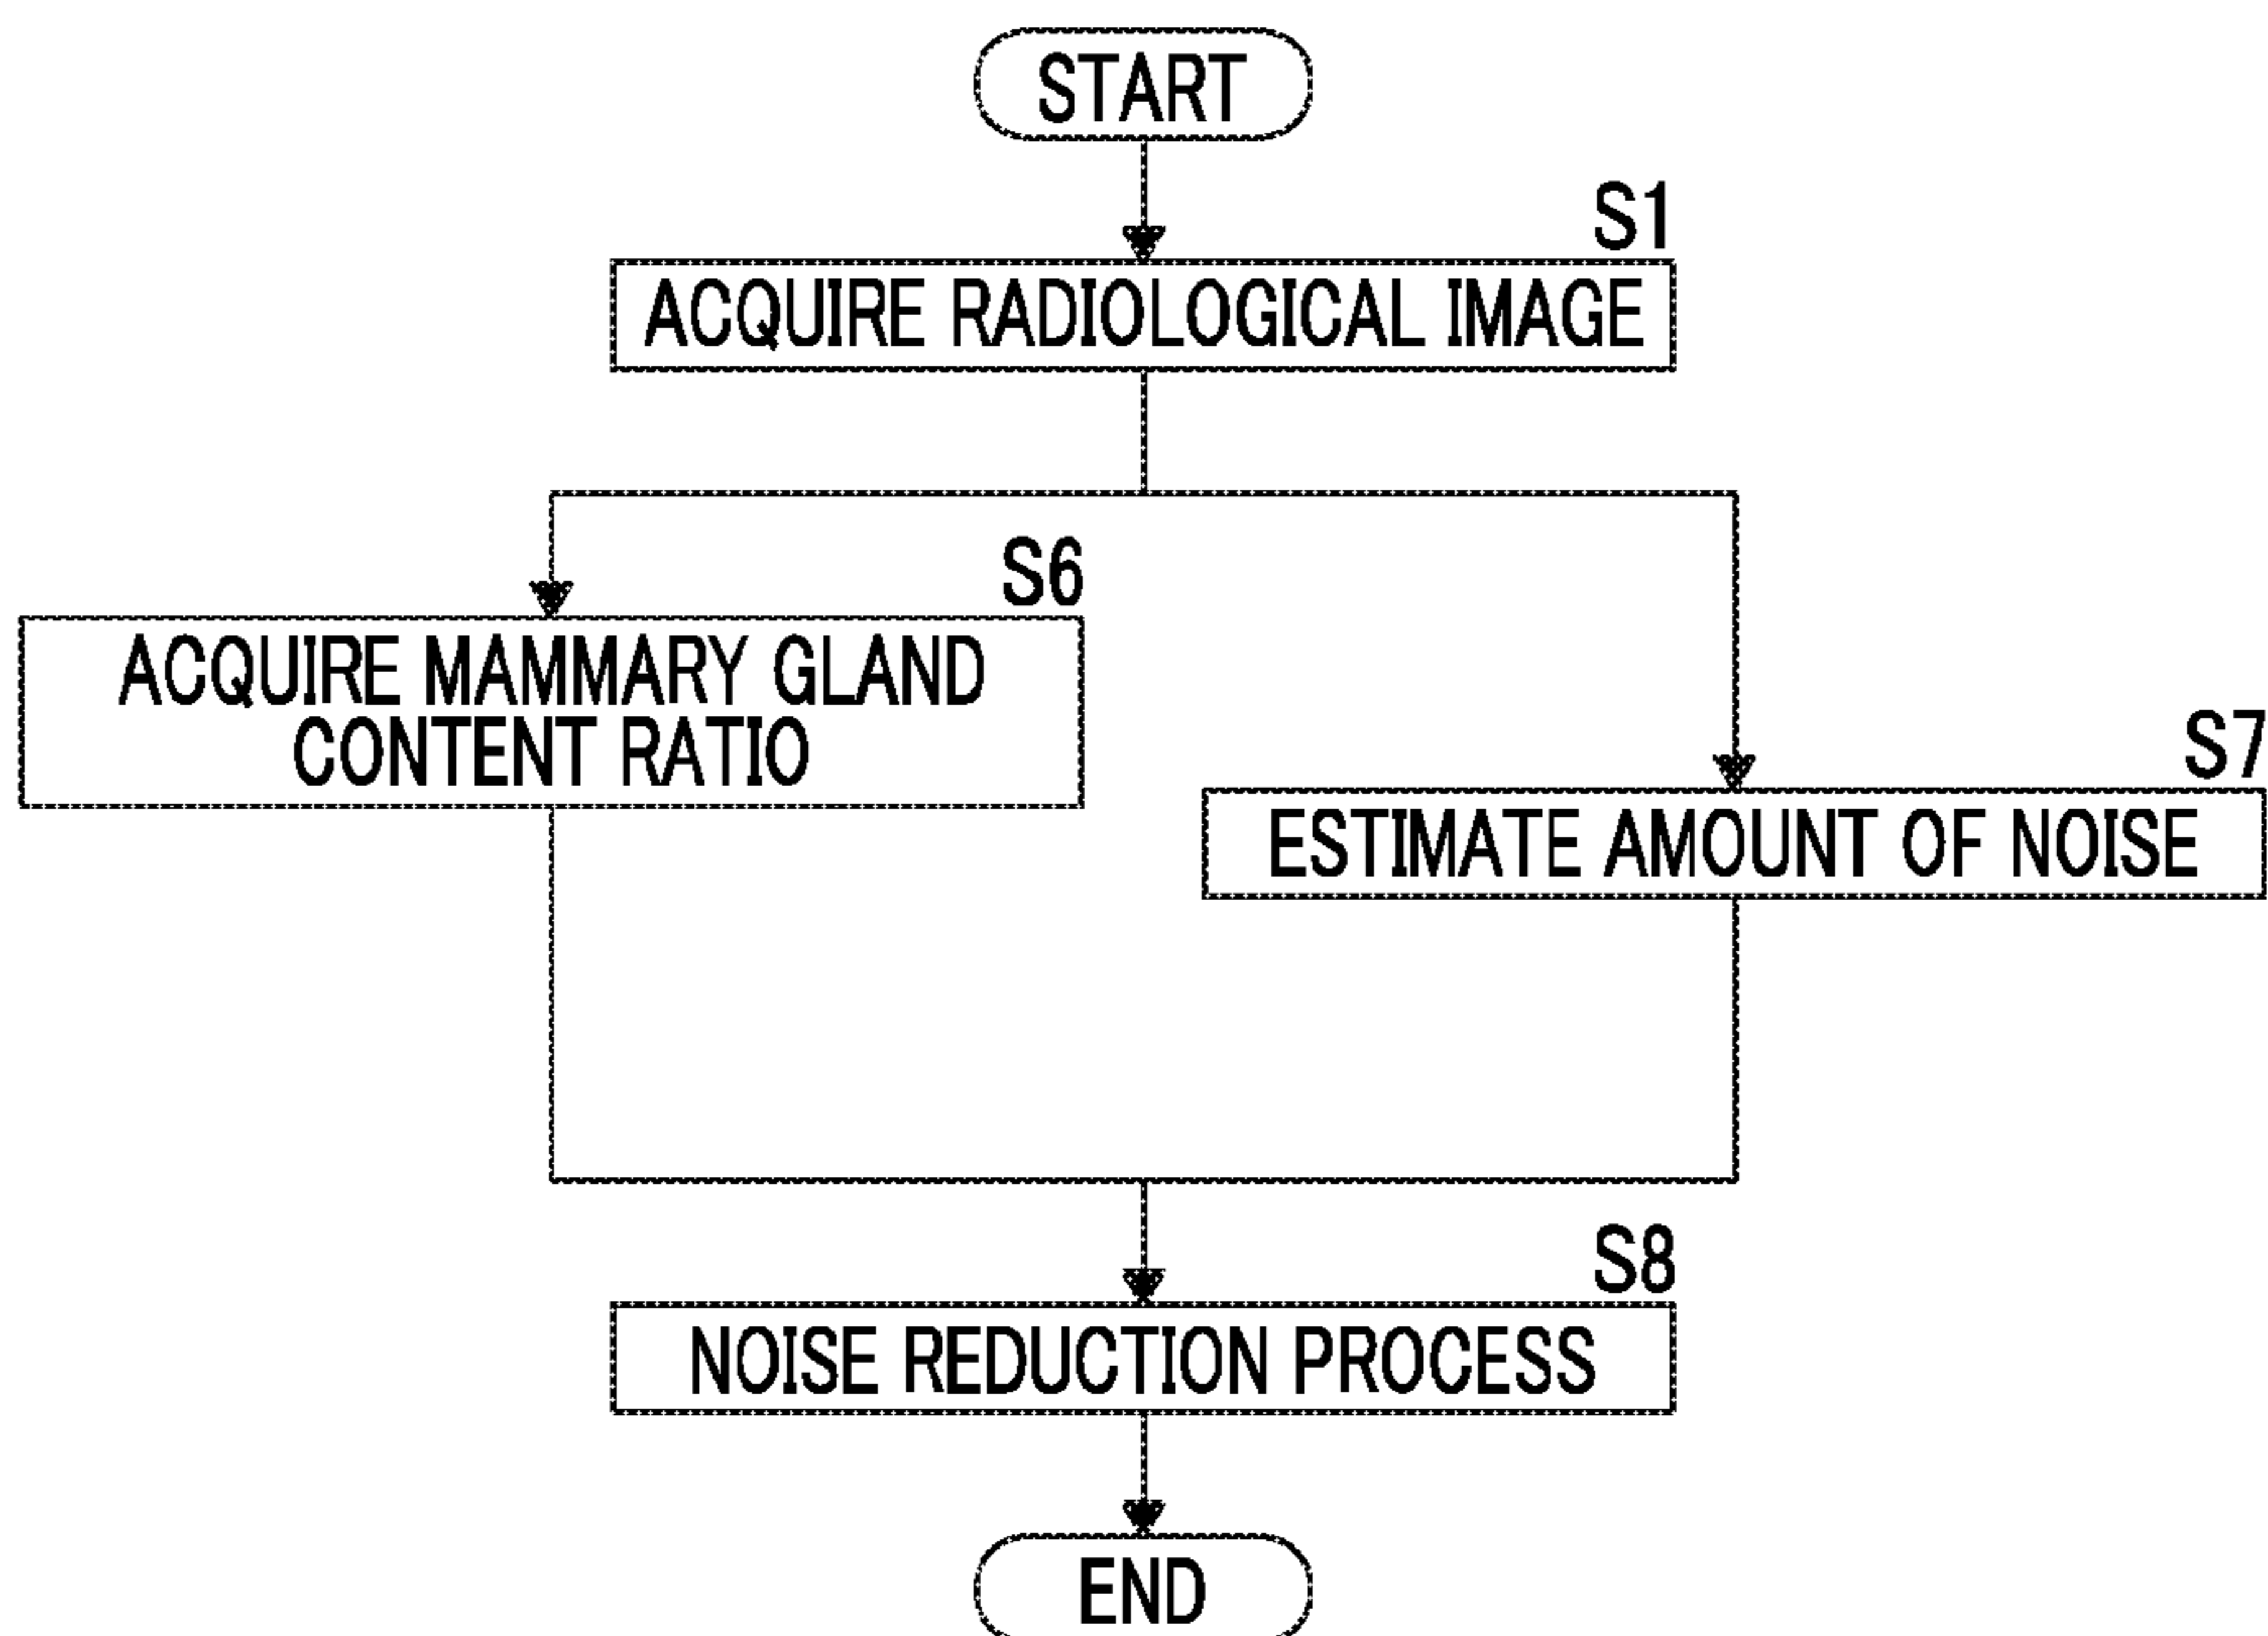 START
S1
ACQUIRE RADIOLOGICAL IMAGE
S6
ACQUIRE MAMMARY GLAND
CONTENT RATIO
S7
ESTIMATE AMOUNT OF NOISE
S8
NOISE REDUCTION PROCESS
END